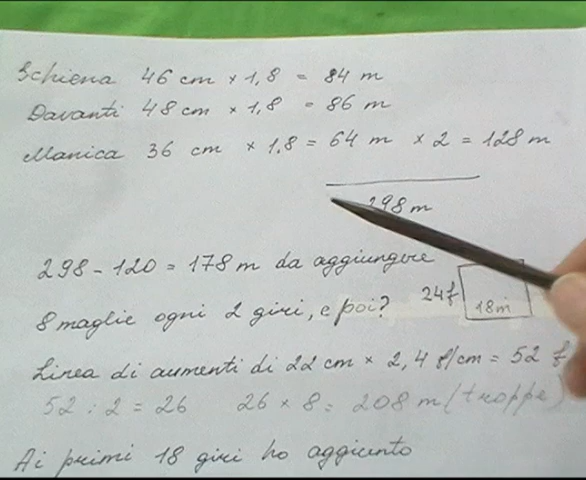 Schiena 46 cm × 1,8 = 84 m
Davanti 48 cm × 1,8 = 86 m
Manica 36 cm × 1,8 = 64 m × 2 = 128 m
298 m
298 - 120 = 178 m da aggiungere
8 maglie ogni 2 giri, e poi?
24f
18m
Linea di aumenti di 22 cm × 2,4 f/cm = 52 f
52 : 2 = 26 26 × 8 = 208 m (troppe)
Ai primi 18 giri ho aggiunto